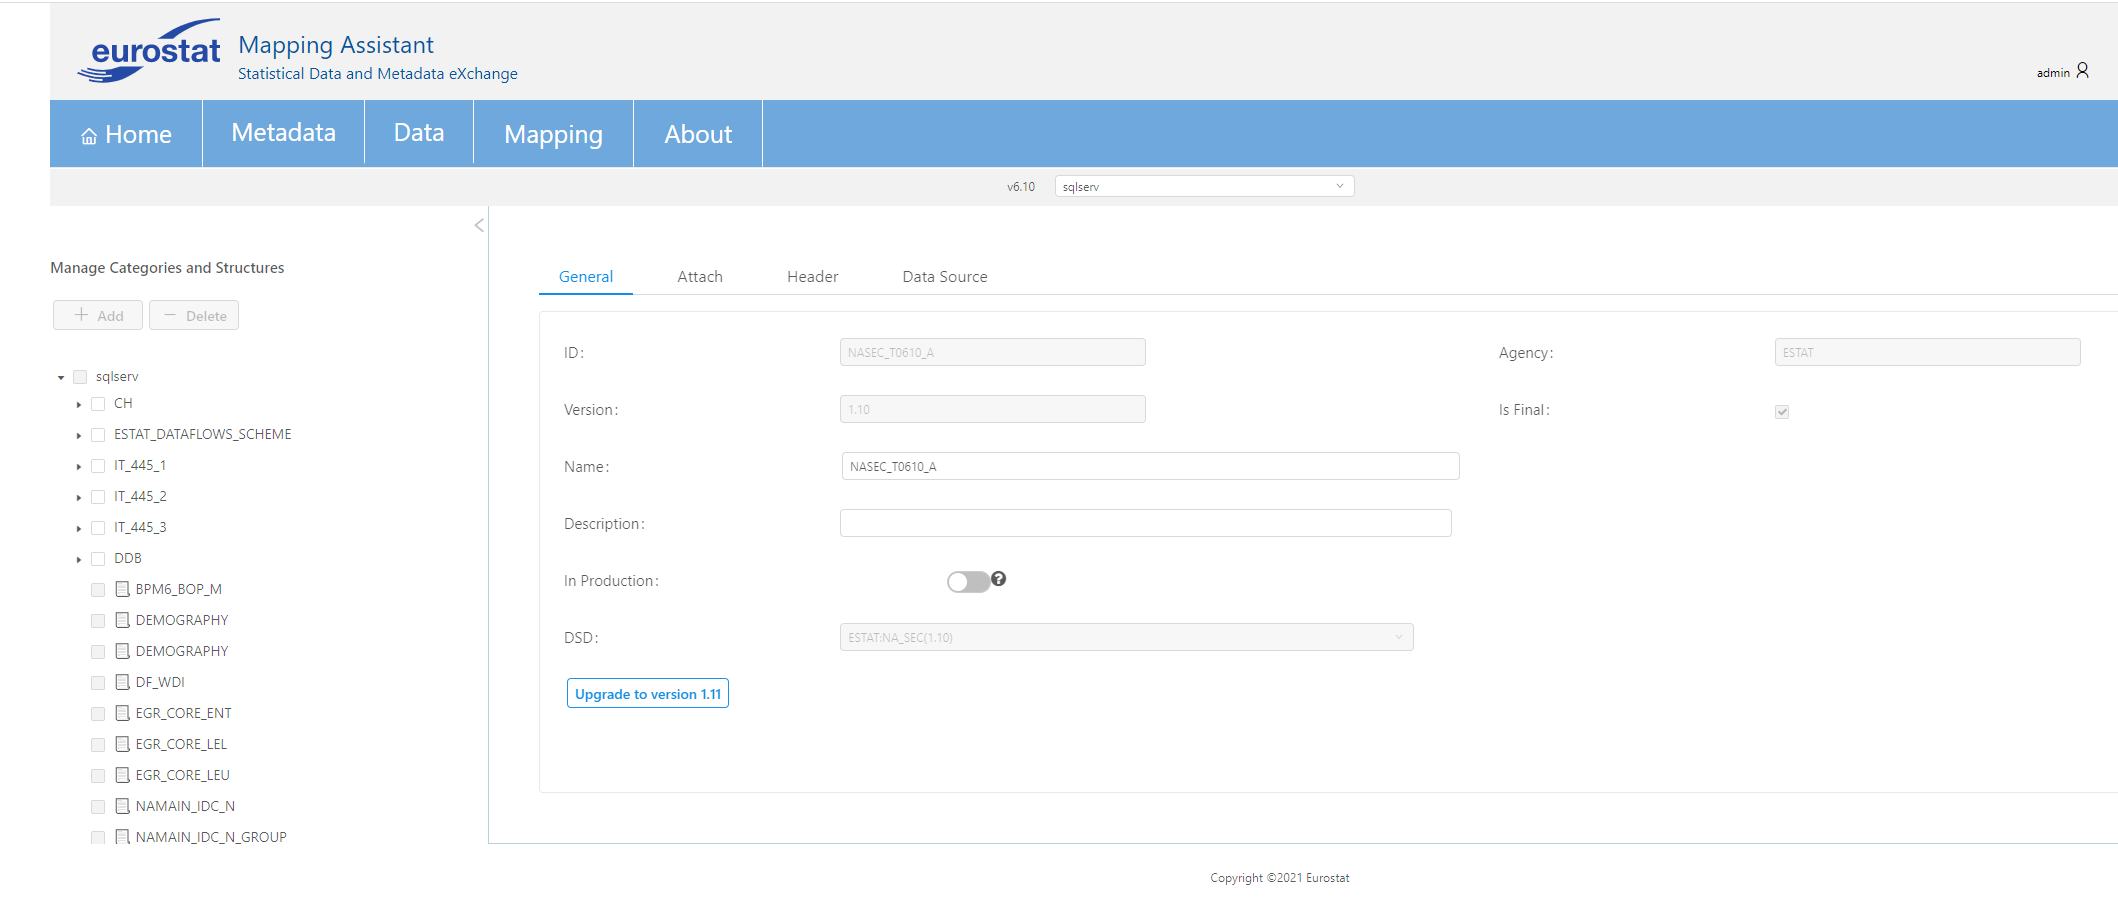 eurostat
Mapping Assistant
Statistical Data and Metadata eXchange
admin
Home
Metadata
Data
Mapping
About
v6.10
sqlserv
Manage Categories and Structures
Add
Delete
sqlserv
CH
ESTAT_DATAFLOWS_SCHEME
IT_445_1
IT_445_2
IT_445_3
DDB
BPM6_BOP_M
DEMOGRAPHY
DEMOGRAPHY
DF_WDI
EGR_CORE_ENT
EGR_CORE_LEL
EGR_CORE_LEU
NAMAIN_IDC_N
NAMAIN_IDC_N_GROUP
General
Attach
Header
Data Source
ID:
NASEC_T0610_A
Agency:
ESTAT
Version:
1.10
Is Final:
Name:
NASEC_T0610_A
Description:
In Production:
?
DSD:
ESTAT:NA_SEC(1.10)
Upgrade to version 1.11
Copyright ©2021 Eurostat